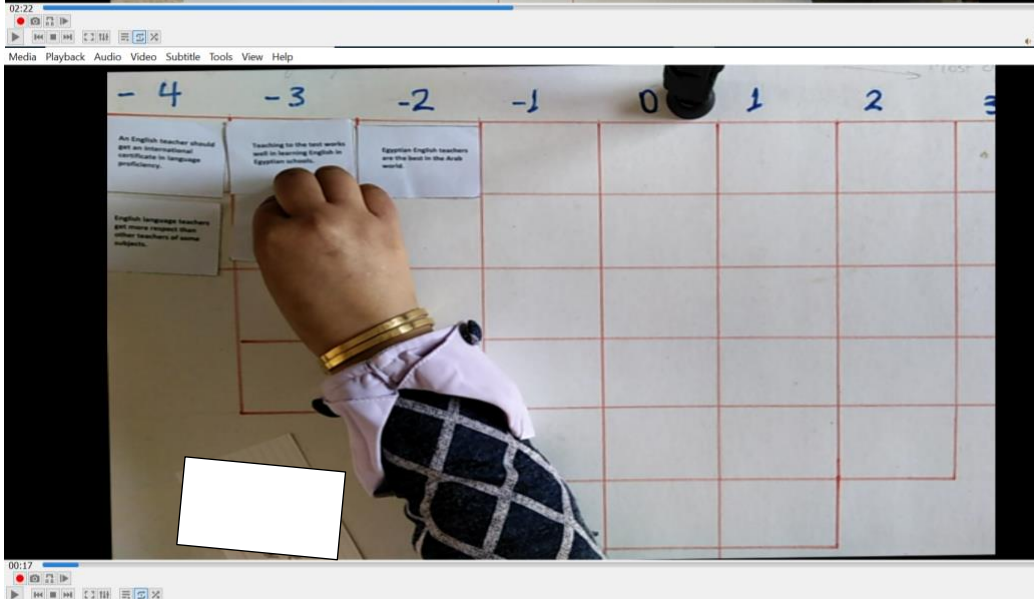 02:22
Media Playback Audio Video Subtitle Tools View Help
Most
- 4 -3 -2 -1 0 1 2 3
An English teacher should
get an international
certificate in language
proficiency.
Teaching to the test works
well in learning English in
Egyptian schools.
Egyptian English teachers
are the best in the Arab
world.
English language teachers
get more respect than
other teachers of some
subjects.
00:17